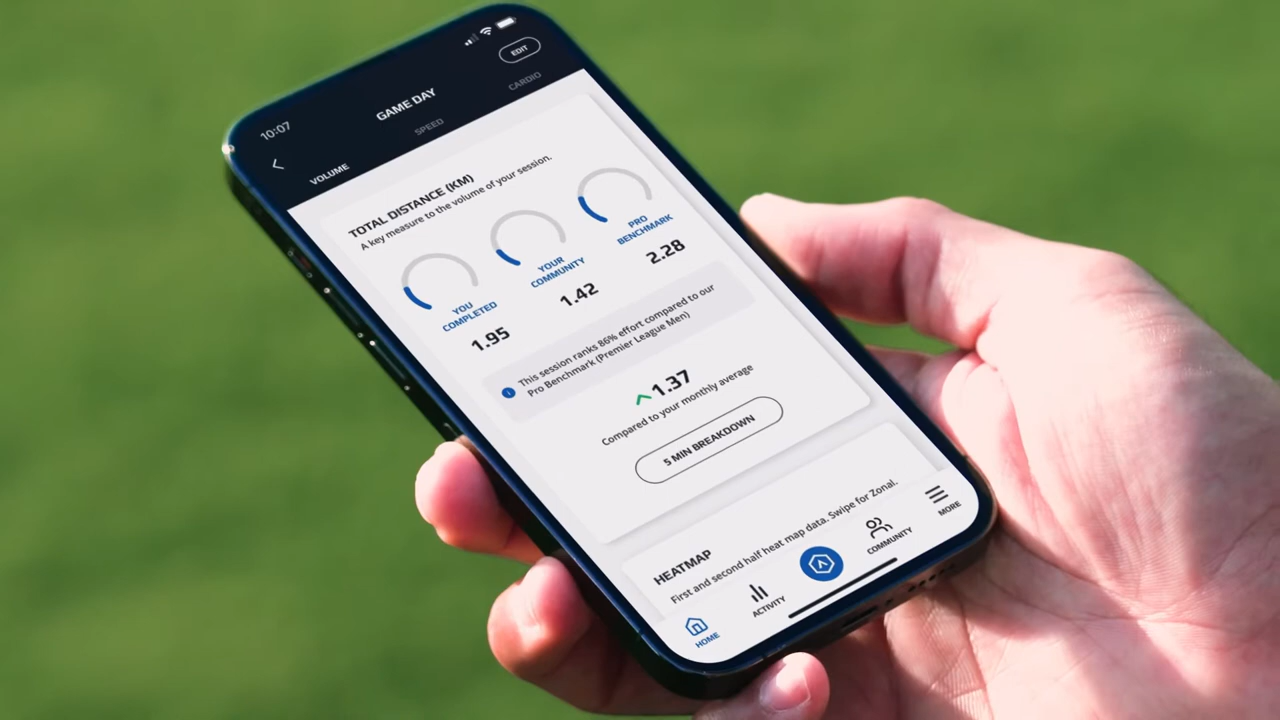 10:07
EDIT
GAME DAY
VOLUME
SPEED
CARDIO
TOTAL DISTANCE (KM)
A key measure to the volume of your session.
YOU
COMPLETED
1.95
YOUR
COMMUNITY
1.42
PRO
BENCHMARK
2.28
This session ranks 86% effort compared to our
Pro Benchmark (Premier League Men)
1.37
Compared to your monthly average
5 MIN BREAKDOWN
HEATMAP
First and second half heat map data. Swipe for Zonal.
HOME
ACTIVITY
COMMUNITY
MORE